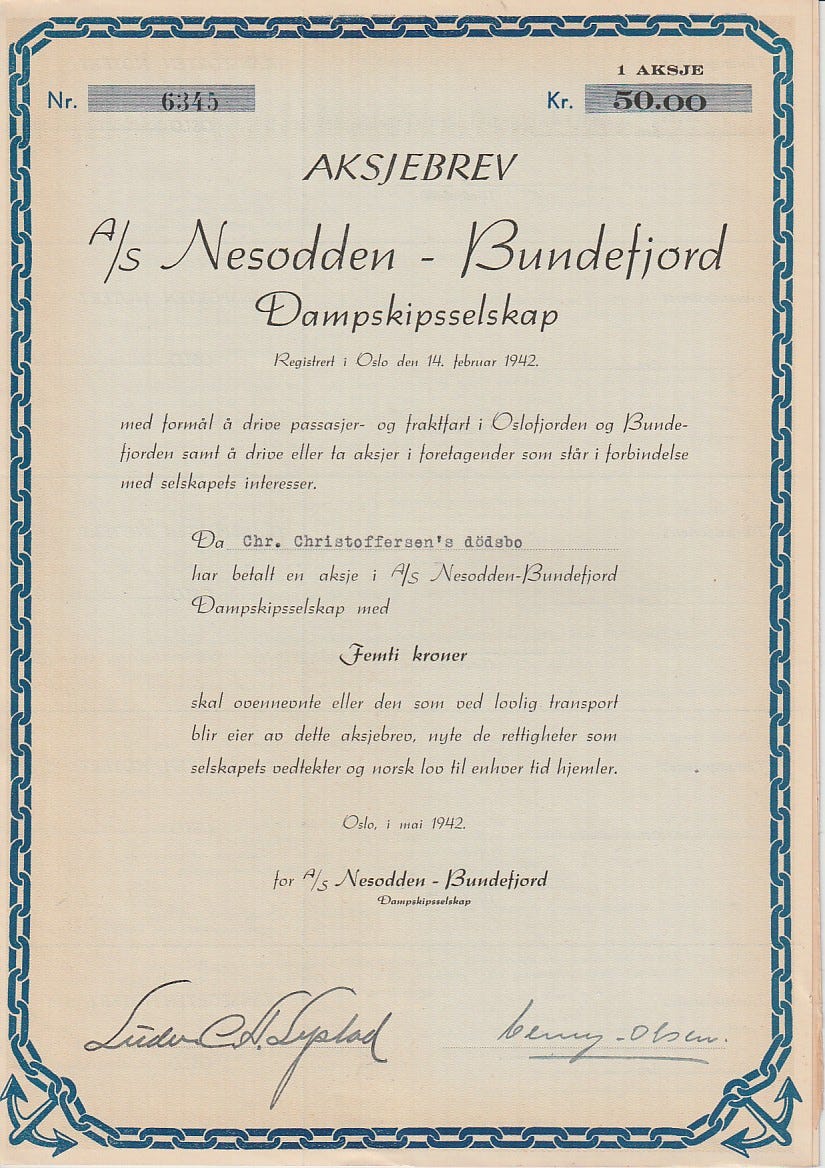 1 AKSJE
Nr. 6345 Kr. 50.00
AKSJEBREV
A/S Nesodden - Bundefjord
Dampskipsselskap
Registrert i Oslo den 14. februar 1942.
med formål å drive passasjer- og fraktfart i Oslofjorden og Bunde-
fjorden samt å drive eller ta aksjer i foretagender som står i forbindelse
med selskapets interesser.
Da Chr. Christoffersen's dödsbo
har betalt en aksje i A/S Nesodden-Bundefjord
Dampskipsselskap med
Femti kroner
skal ovennevnte eller den som ved lovlig transport
blir eier av dette aksjebrev, nyte de rettigheter som
selskapets vedtekter og norsk lov til enhver tid hjemler.
Oslo, i mai 1942.
for A/S Nesodden - Bundefjord
Dampskipsselskap
Olsen.